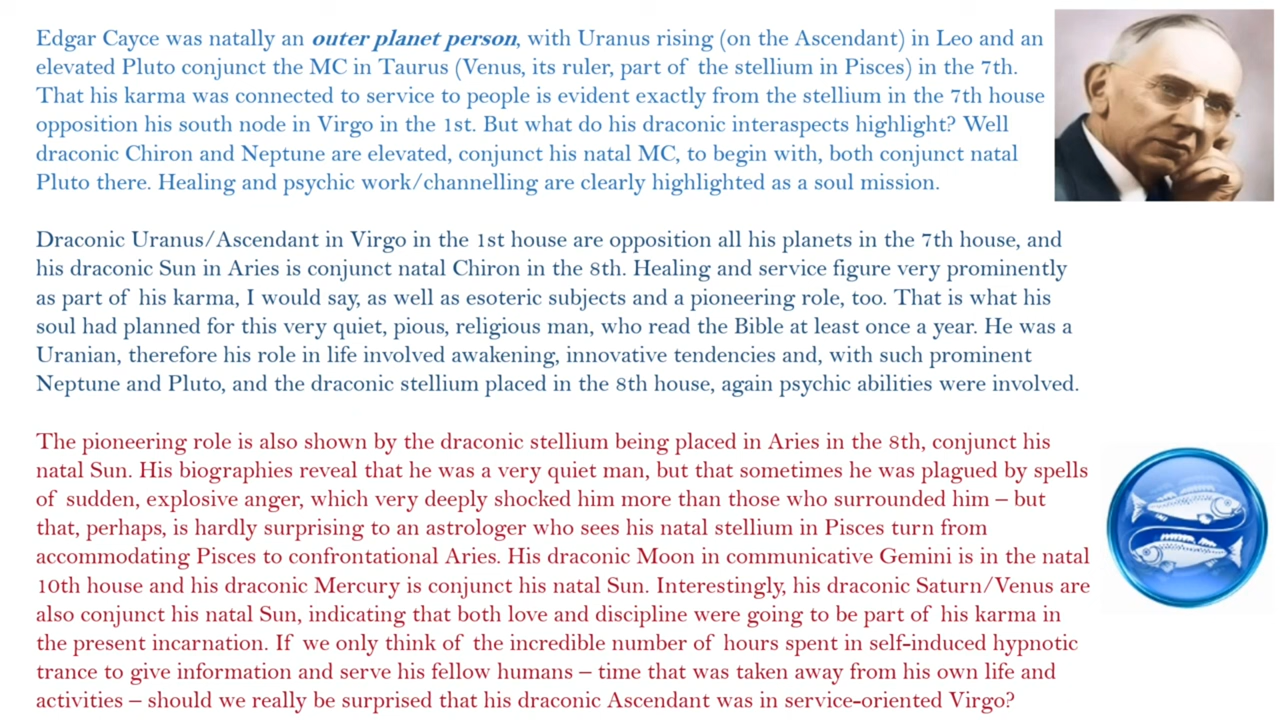 Edgar Cayce was natally an outer planet person, with Uranus rising (on the Ascendant) in Leo and an
elevated Pluto conjunct the MC in Taurus (Venus, its ruler, part of the stellium in Pisces) in the 7th.
That his karma was connected to service to people is evident exactly from the stellium in the 7th house
opposition his south node in Virgo in the 1st. But what do his draconic interaspects highlight? Well
draconic Chiron and Neptune are elevated, conjunct his natal MC, to begin with, both conjunct natal
Pluto there. Healing and psychic work/channelling are clearly highlighted as a soul mission.
Draconic Uranus/Ascendant in Virgo in the 1st house are opposition all his planets in the 7th house, and
his draconic Sun in Aries is conjunct natal Chiron in the 8th. Healing and service figure very prominently
as part of his karma, I would say, as well as esoteric subjects and a pioneering role, too. That is what his
soul had planned for this very quiet, pious, religious man, who read the Bible at least once a year. He was a
Uranian, therefore his role in life involved awakening, innovative tendencies and, with such prominent
Neptune and Pluto, and the draconic stellium placed in the 8th house, again psychic abilities were involved.
The pioneering role is also shown by the draconic stellium being placed in Aries in the 8th, conjunct his
natal Sun. His biographies reveal that he was a very quiet man, but that sometimes he was plagued by spells
of sudden, explosive anger, which very deeply shocked him more than those who surrounded him – but
that, perhaps, is hardly surprising to an astrologer who sees his natal stellium in Pisces turn from
accommodating Pisces to confrontational Aries. His draconic Moon in communicative Gemini is in the natal
10th house and his draconic Mercury is conjunct his natal Sun. Interestingly, his draconic Saturn/Venus are
also conjunct his natal Sun, indicating that both love and discipline were going to be part of his karma in
the present incarnation. If we only think of the incredible number of hours spent in self-induced hypnotic
trance to give information and serve his fellow humans – time that was taken away from his own life and
activities – should we really be surprised that his draconic Ascendant was in service-oriented Virgo?